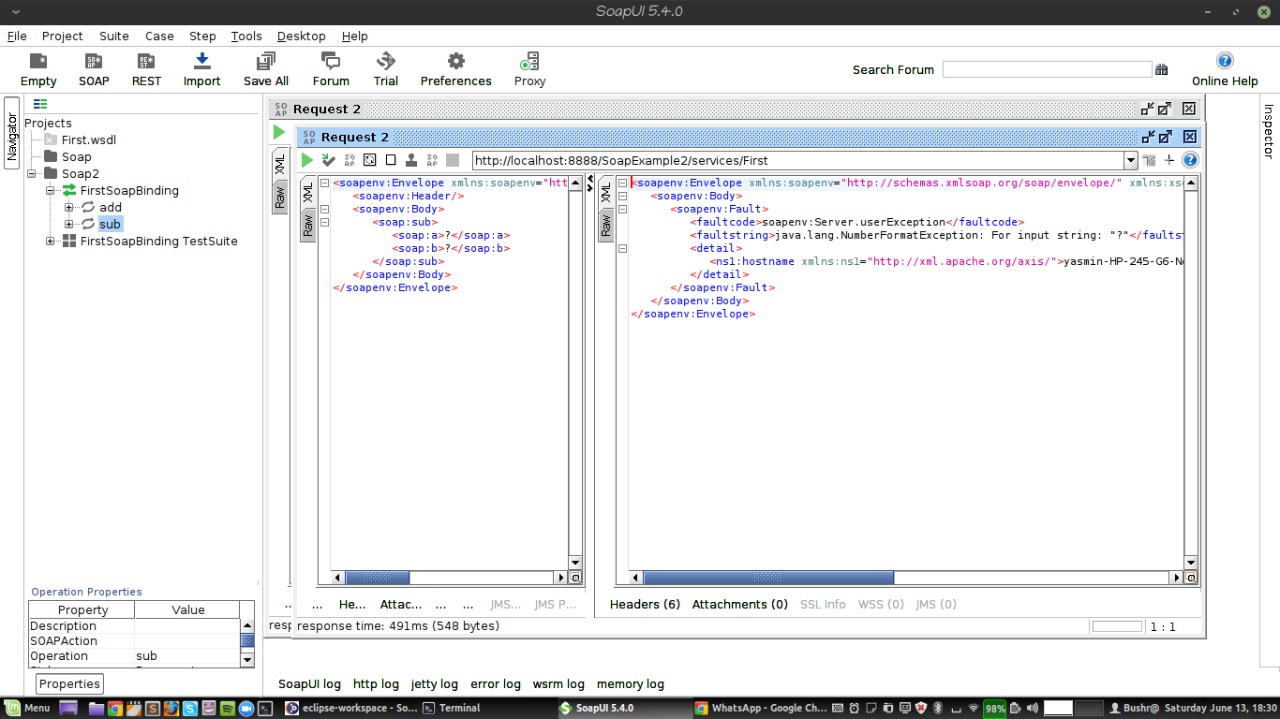 SoapUI 5.4.0
File Project Suite Case Step Tools Desktop Help
Empty SOAP REST Import Save All Forum Trial Preferences Proxy Search Forum Online Help
Navigator
Projects
First.wsdl
Soap
Soap2
FirstSoapBinding
add
sub
FirstSoapBinding TestSuite
Operation Properties
Property Value
Description
SOAPAction
Operation sub
Properties
Request 2
Request 2
http://localhost:8888/SoapExample2/services/First
XML
Raw
XML
Raw
<soapenv:Envelope xmlns:soapenv="htt
<soapenv:Header/>
<soapenv:Body>
<soap:sub>
<soap:a>?</soap:a>
<soap:b>?</soap:b>
</soap:sub>
</soapenv:Body>
</soapenv:Envelope>
XML
Raw
<soapenv:Envelope xmlns:soapenv="http://schemas.xmlsoap.org/soap/envelope/" xmlns:xs
<soapenv:Body>
<soapenv:Fault>
<faultcode>soapenv:Server.userException</faultcode>
<faultstring>java.lang.NumberFormatException: For input string: "?"</faults
<detail>
<ns1:hostname xmlns:ns1="http://xml.apache.org/axis/">yasmin-HP-245-G6-N
</detail>
</soapenv:Fault>
</soapenv:Body>
</soapenv:Envelope>
... ... He... Attac... ... ... JMS... JMS P...
Headers (6) Attachments (0) SSL Info WSS (0) JMS (0)
resp response time: 491ms (548 bytes) 1 : 1
Inspector
SoapUI log http log jetty log error log wsrm log memory log
Menu eclipse-workspace - So... Terminal SoapUI 5.4.0 WhatsApp - Google Ch... 98% Bushr@ Saturday June 13, 18:30